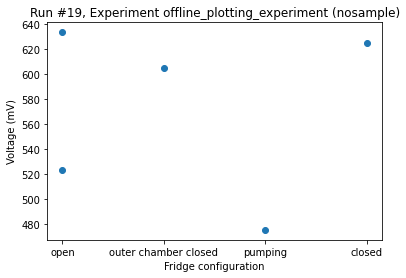 Run #19, Experiment offline_plotting_experiment (nosample)
640
620
600
580
560
540
520
500
480
Voltage (mV)
open
outer chamber closed
pumping
closed
Fridge configuration